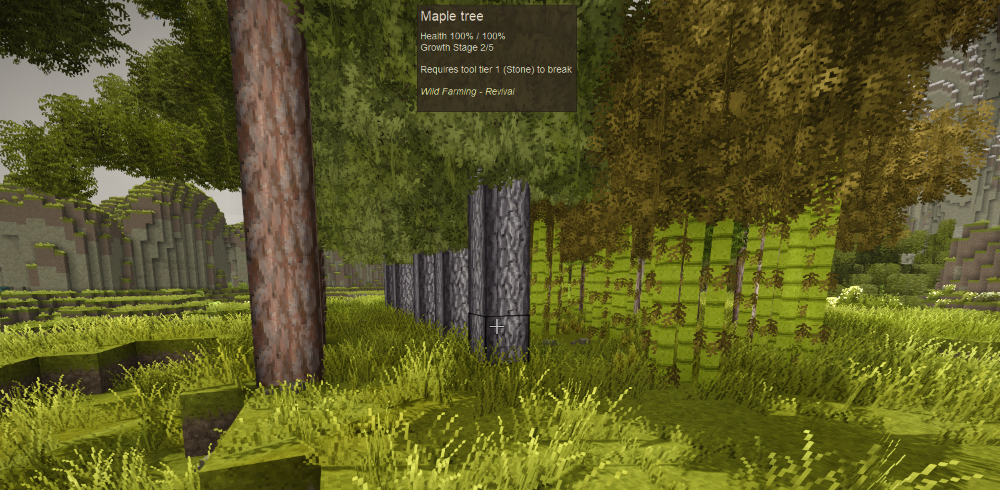 Maple tree
Health 100% / 100%
Growth Stage 2/5
Requires tool tier 1 (Stone) to break
Wild Farming - Revival